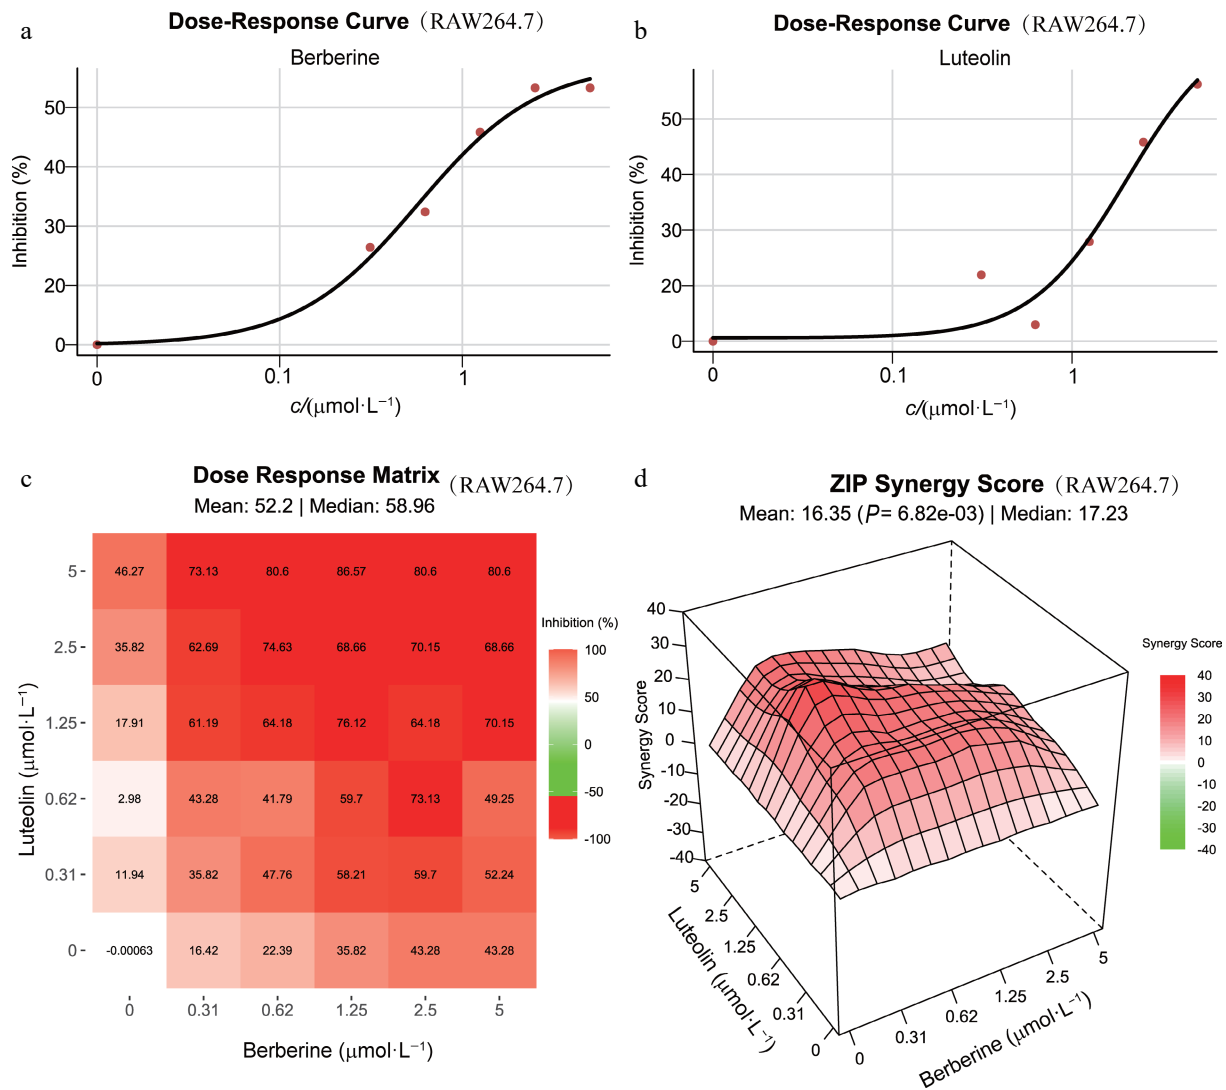 a
Dose-Response Curve（RAW264.7）
Berberine
Inhibition (%)
50
40
30
20
0
0
0.1
1
c/(μmol·L⁻¹)
b
Dose-Response Curve（RAW264.7）
Luteolin
Inhibition (%)
50
40
30
20
0
0
0.1
1
c/(μmol·L⁻¹)
c
Dose Response Matrix（RAW264.7）
Mean: 52.2 | Median: 58.96
Luteolin (μmol·L⁻¹)
5 46.27 73.13 80.6 86.57 80.6 80.6
2.5 35.82 62.69 74.63 68.66 70.15 68.66
1.25 17.91 61.19 64.18 76.12 64.18 70.15
0.62 2.98 43.28 41.79 59.7 73.13 49.25
0.31 11.94 35.82 47.76 58.21 59.7 52.24
0 -0.00063 16.42 22.39 35.82 43.28 43.28
0 0.31 0.62 1.25 2.5 5
Berberine (μmol·L⁻¹)
Inhibition (%)
100
50
0
-50
-100
d
ZIP Synergy Score（RAW264.7）
Mean: 16.35 (P= 6.82e-03) | Median: 17.23
Synergy Score
40
30
20
10
0
-10
-20
-30
-40
5
2.5
1.25
0.62
0.31
0
Luteolin (μmol·L⁻¹)
0
0.31
0.62
1.25
2.5
5
Berberine (μmol·L⁻¹)
Synergy Score
40
30
20
10
0
-10
-20
-30
-40